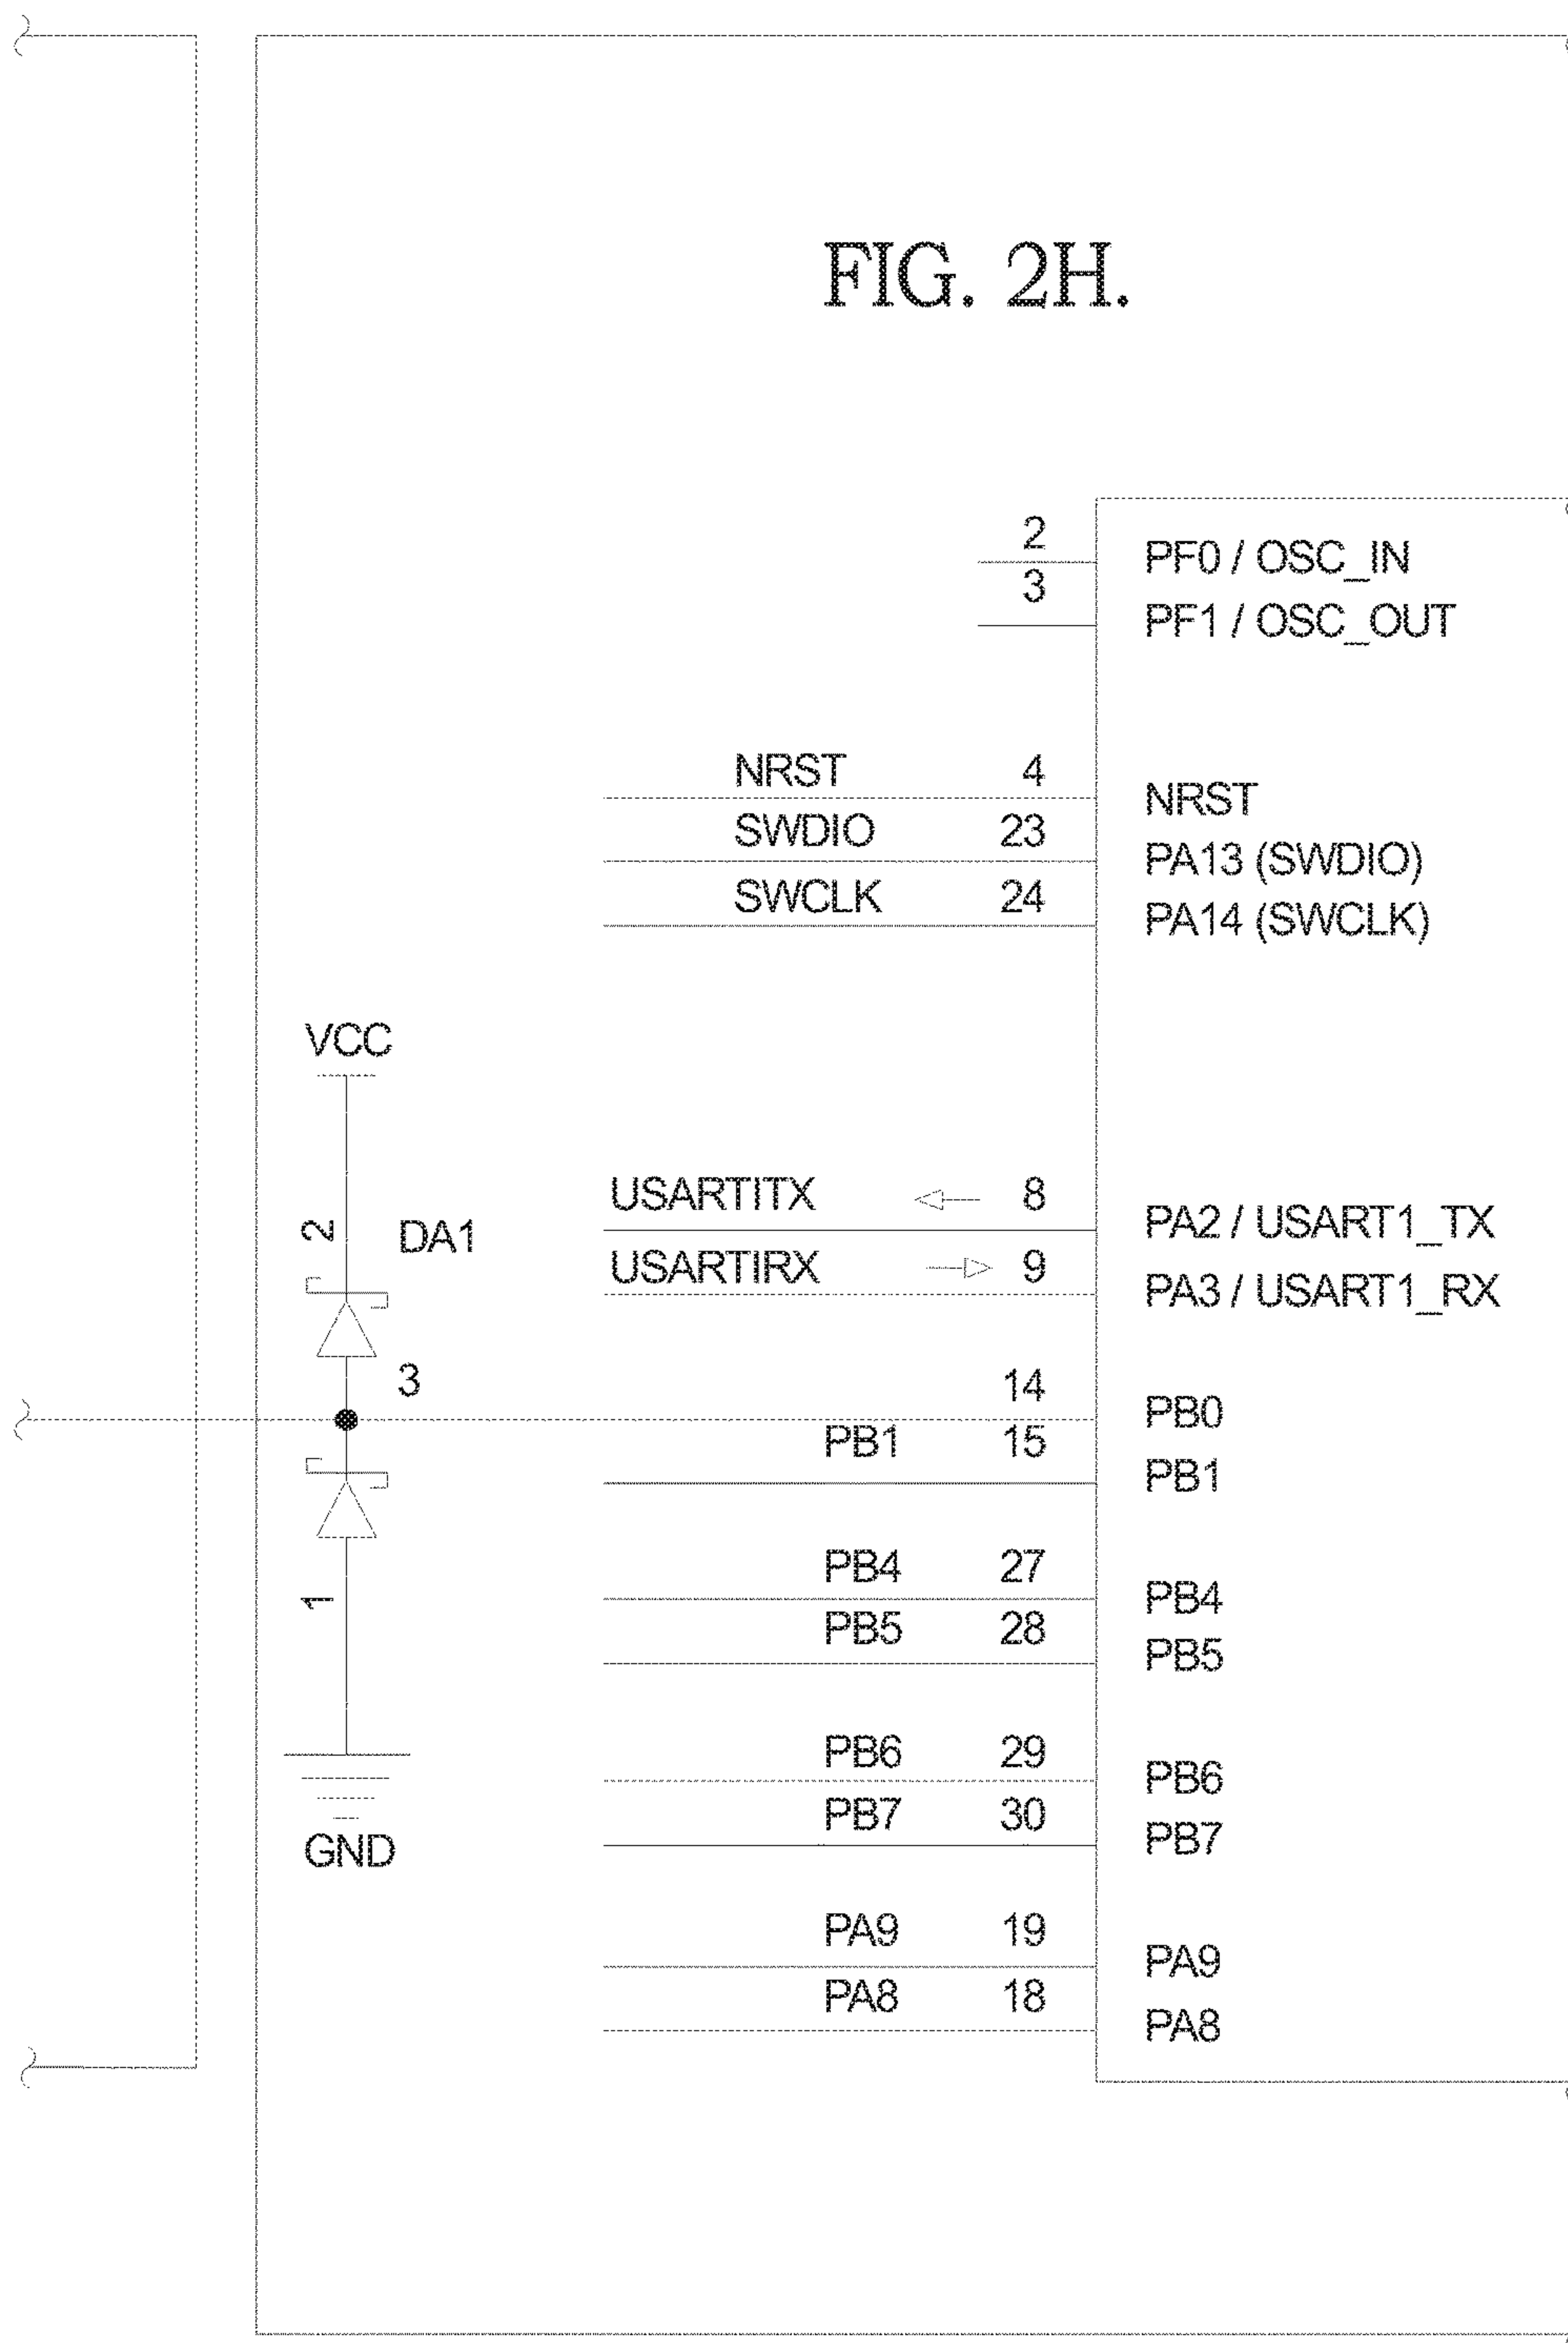 FIG. 2H.
2 PF0 / OSC_IN
3 PF1 / OSC_OUT
NRST 4 NRST
SWDIO 23 PA13 (SWDIO)
SWCLK 24 PA14 (SWCLK)
VCC
2 DA1
USARTITX 8 PA2 / USART1_TX
USARTIRX 9 PA3 / USART1_RX
3
14 PB0
PB1 15 PB1
PB4 27 PB4
1
PB5 28 PB5
PB6 29 PB6
PB7 30 PB7
GND
PA9 19 PA9
PA8 18 PA8